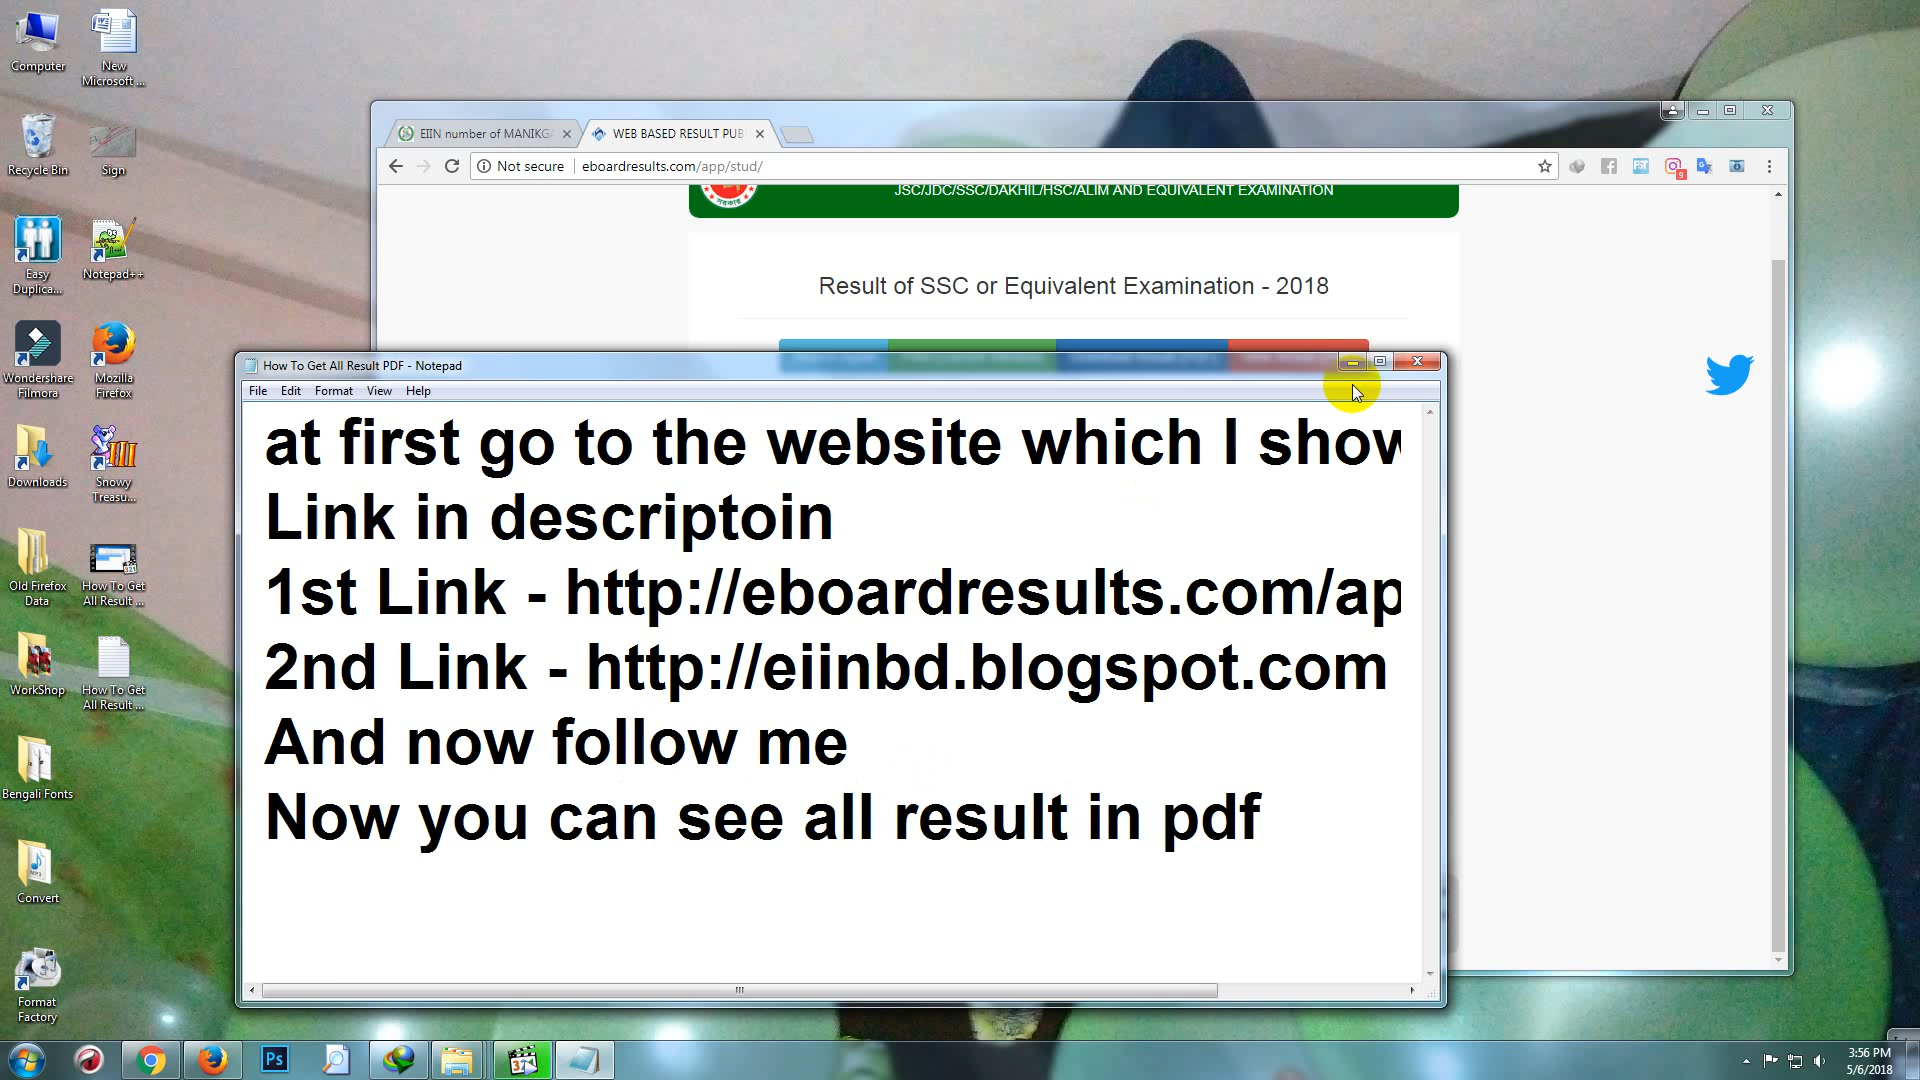 Computer
New Microsoft ...
Recycle Bin
Sign
Easy Duplica...
Notepad++
Wondershare Filmora
Mozilla Firefox
Downloads
Snowy Treasu...
Old Firefox Data
How To Get All Result ...
WorkShop
How To Get All Result ...
Bengali Fonts
Convert
Format Factory
EIIN number of MANIKGA
WEB BASED RESULT PUB
Not secure eboardresults.com/app/stud/
9
সরকার
JSC/JDC/SSC/DAKHIL/HSC/ALIM AND EQUIVALENT EXAMINATION
Result of SSC or Equivalent Examination - 2018
How To Get All Result PDF - Notepad
File Edit Format View Help
at first go to the website which I show
Link in descriptoin
1st Link - http://eboardresults.com/ap
2nd Link - http://eiinbd.blogspot.com
And now follow me
Now you can see all result in pdf
Ps
3:56 PM
5/6/2018